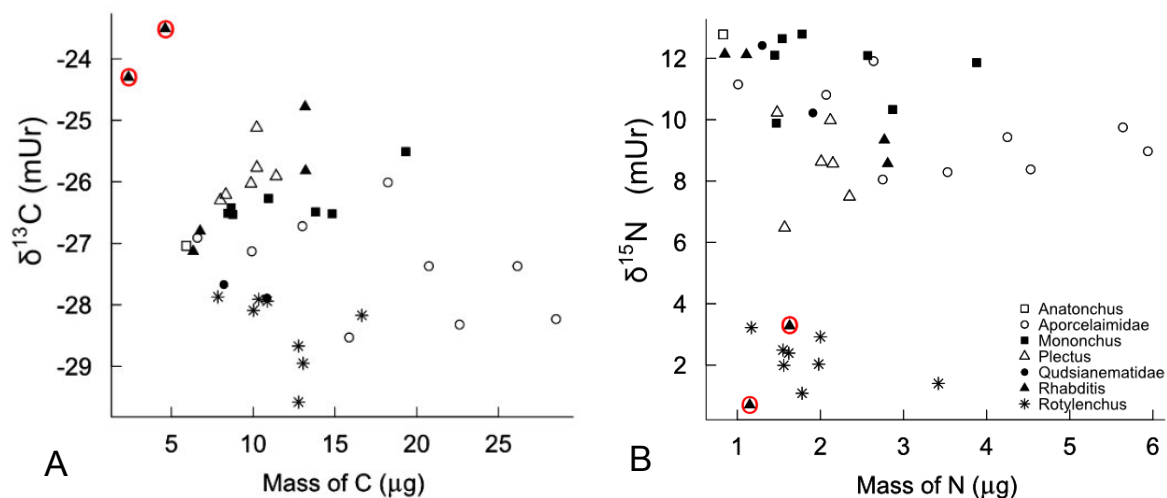 δ13C (mUr)
-24
-25
-26
-27
-28
-29
5 10 15 20 25
A
Mass of C (μg)
δ15N (mUr)
12
10
8
6
4
2
1 2 3 4 5 6
B
Mass of N (μg)
Anatonchus
Aporcelaimidae
Mononchus
Plectus
Qudsianematidae
Rhabditis
Rotylenchus